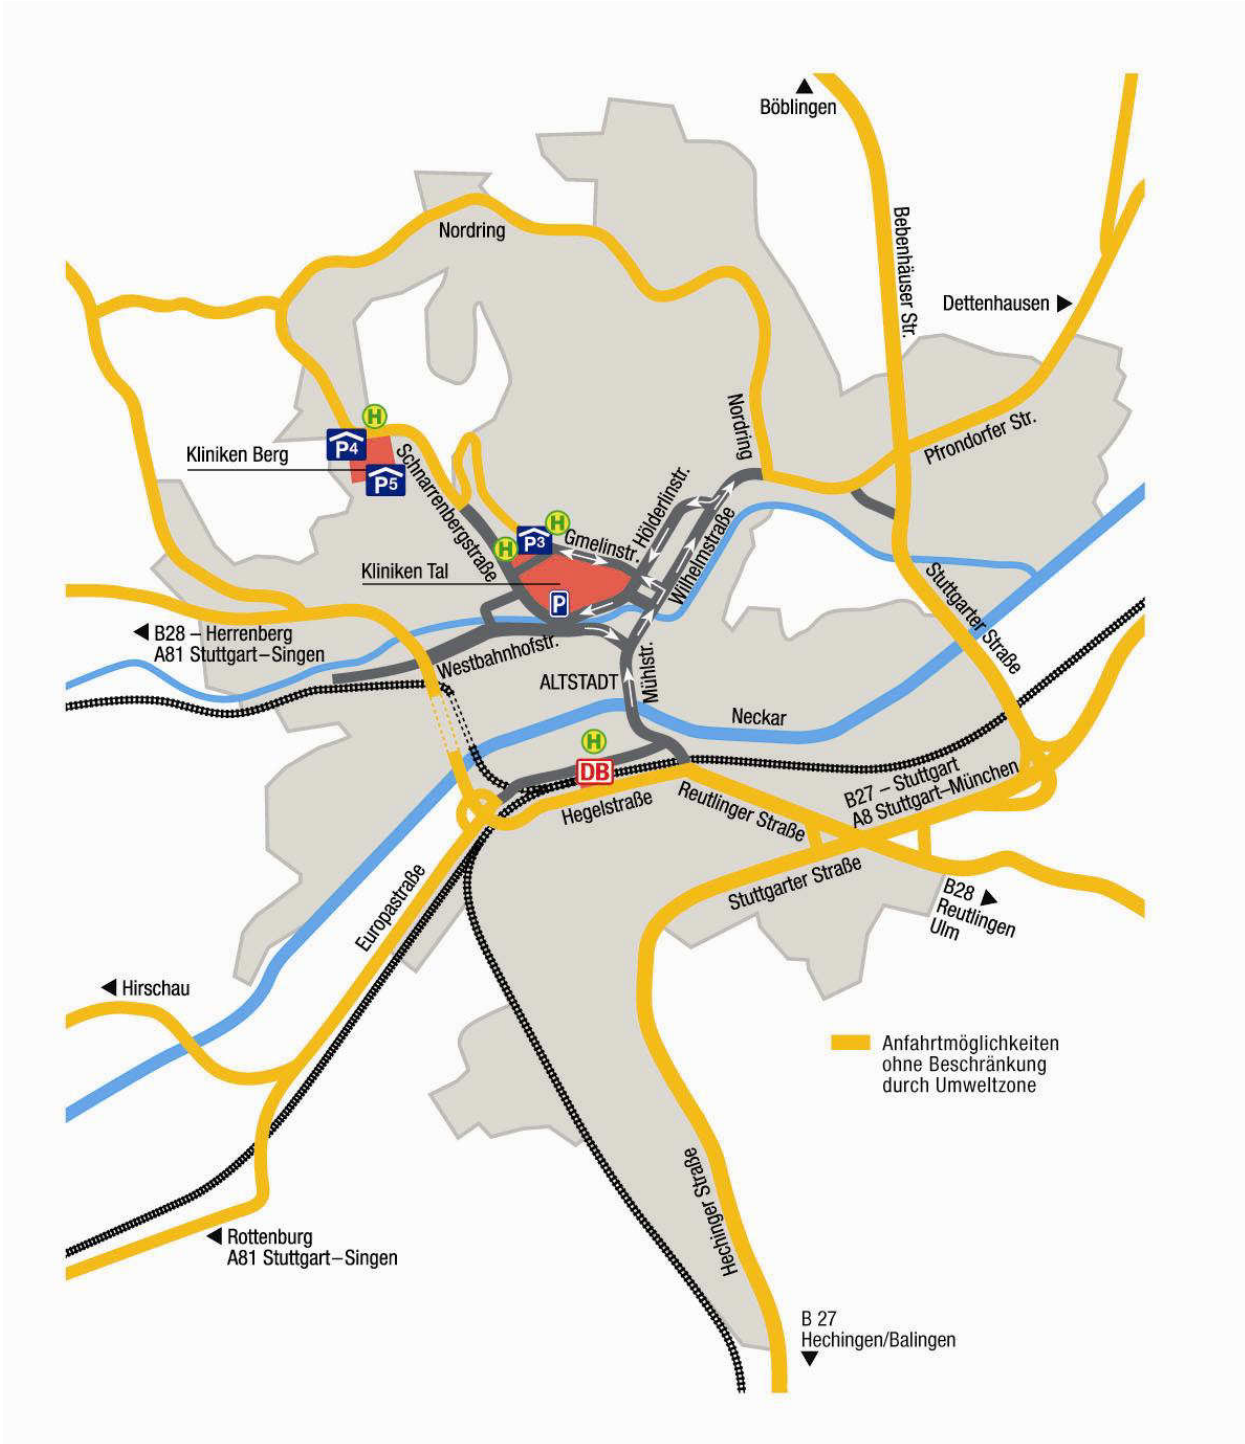 Böblingen
Nordring
Bebenhäuser Str.
Dettenhausen
H
P4
Kliniken Berg
P5
Schnarrenbergstraße
Nordring
Pfrondorfer Str.
Hölderlinstr.
H
P3
H
Gmelinstr.
Wilhelmstraße
Kliniken Tal
P
Stuttgarter Straße
B28 – Herrenberg
A81 Stuttgart–Singen
Westbahnhofstr.
Mühlstr.
ALTSTADT
Neckar
H
DB
B27 – Stuttgart
A8 Stuttgart–München
Hegelstraße
Reutlinger Straße
Stuttgarter Straße
Europastraße
B28
Reutlingen
Ulm
Hirschau
Anfahrtmöglichkeiten
ohne Beschränkung
durch Umweltzone
Hechinger Straße
Rottenburg
A81 Stuttgart–Singen
B 27
Hechingen/Balingen